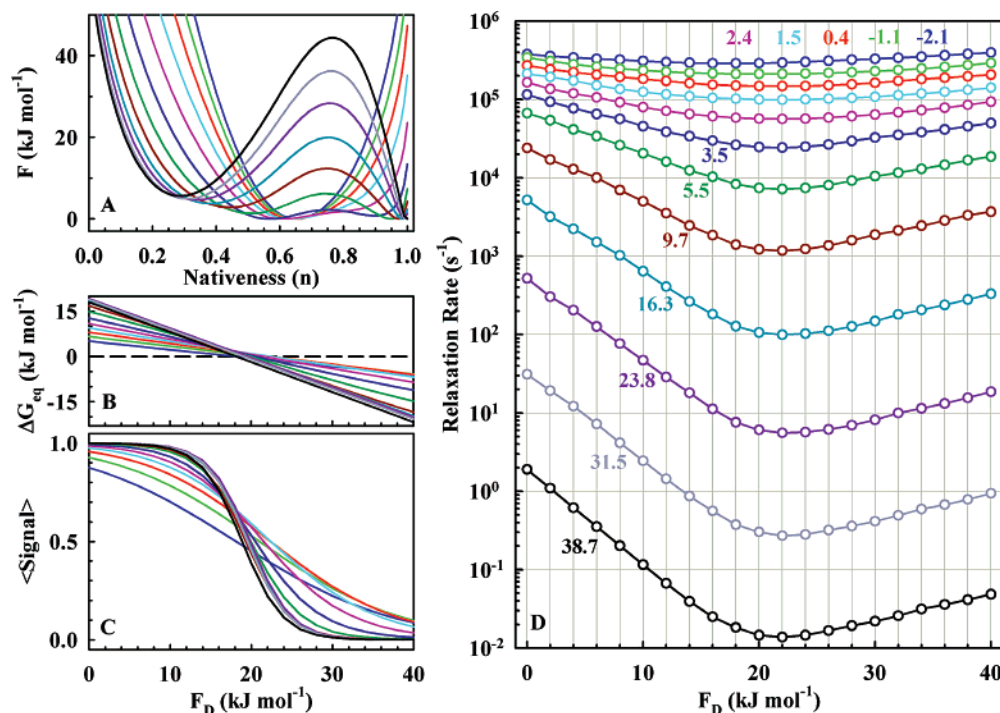 F (kJ mol⁻¹)
40
20
0
A
0.0 0.2 0.4 0.6 0.8 1.0
Nativeness (n)
ΔG_eq (kJ mol⁻¹)
15
0
-15
B
<Signal>
1.0
0.5
0.0
C
0 10 20 30 40
F_D (kJ mol⁻¹)
Relaxation Rate (s⁻¹)
10⁶
10⁵
10⁴
10³
10²
10¹
10⁰
10⁻¹
10⁻²
2.4 1.5 0.4 -1.1 -2.1
3.5
5.5
9.7
16.3
23.8
31.5
38.7
D
0 10 20 30 40
F_D (kJ mol⁻¹)